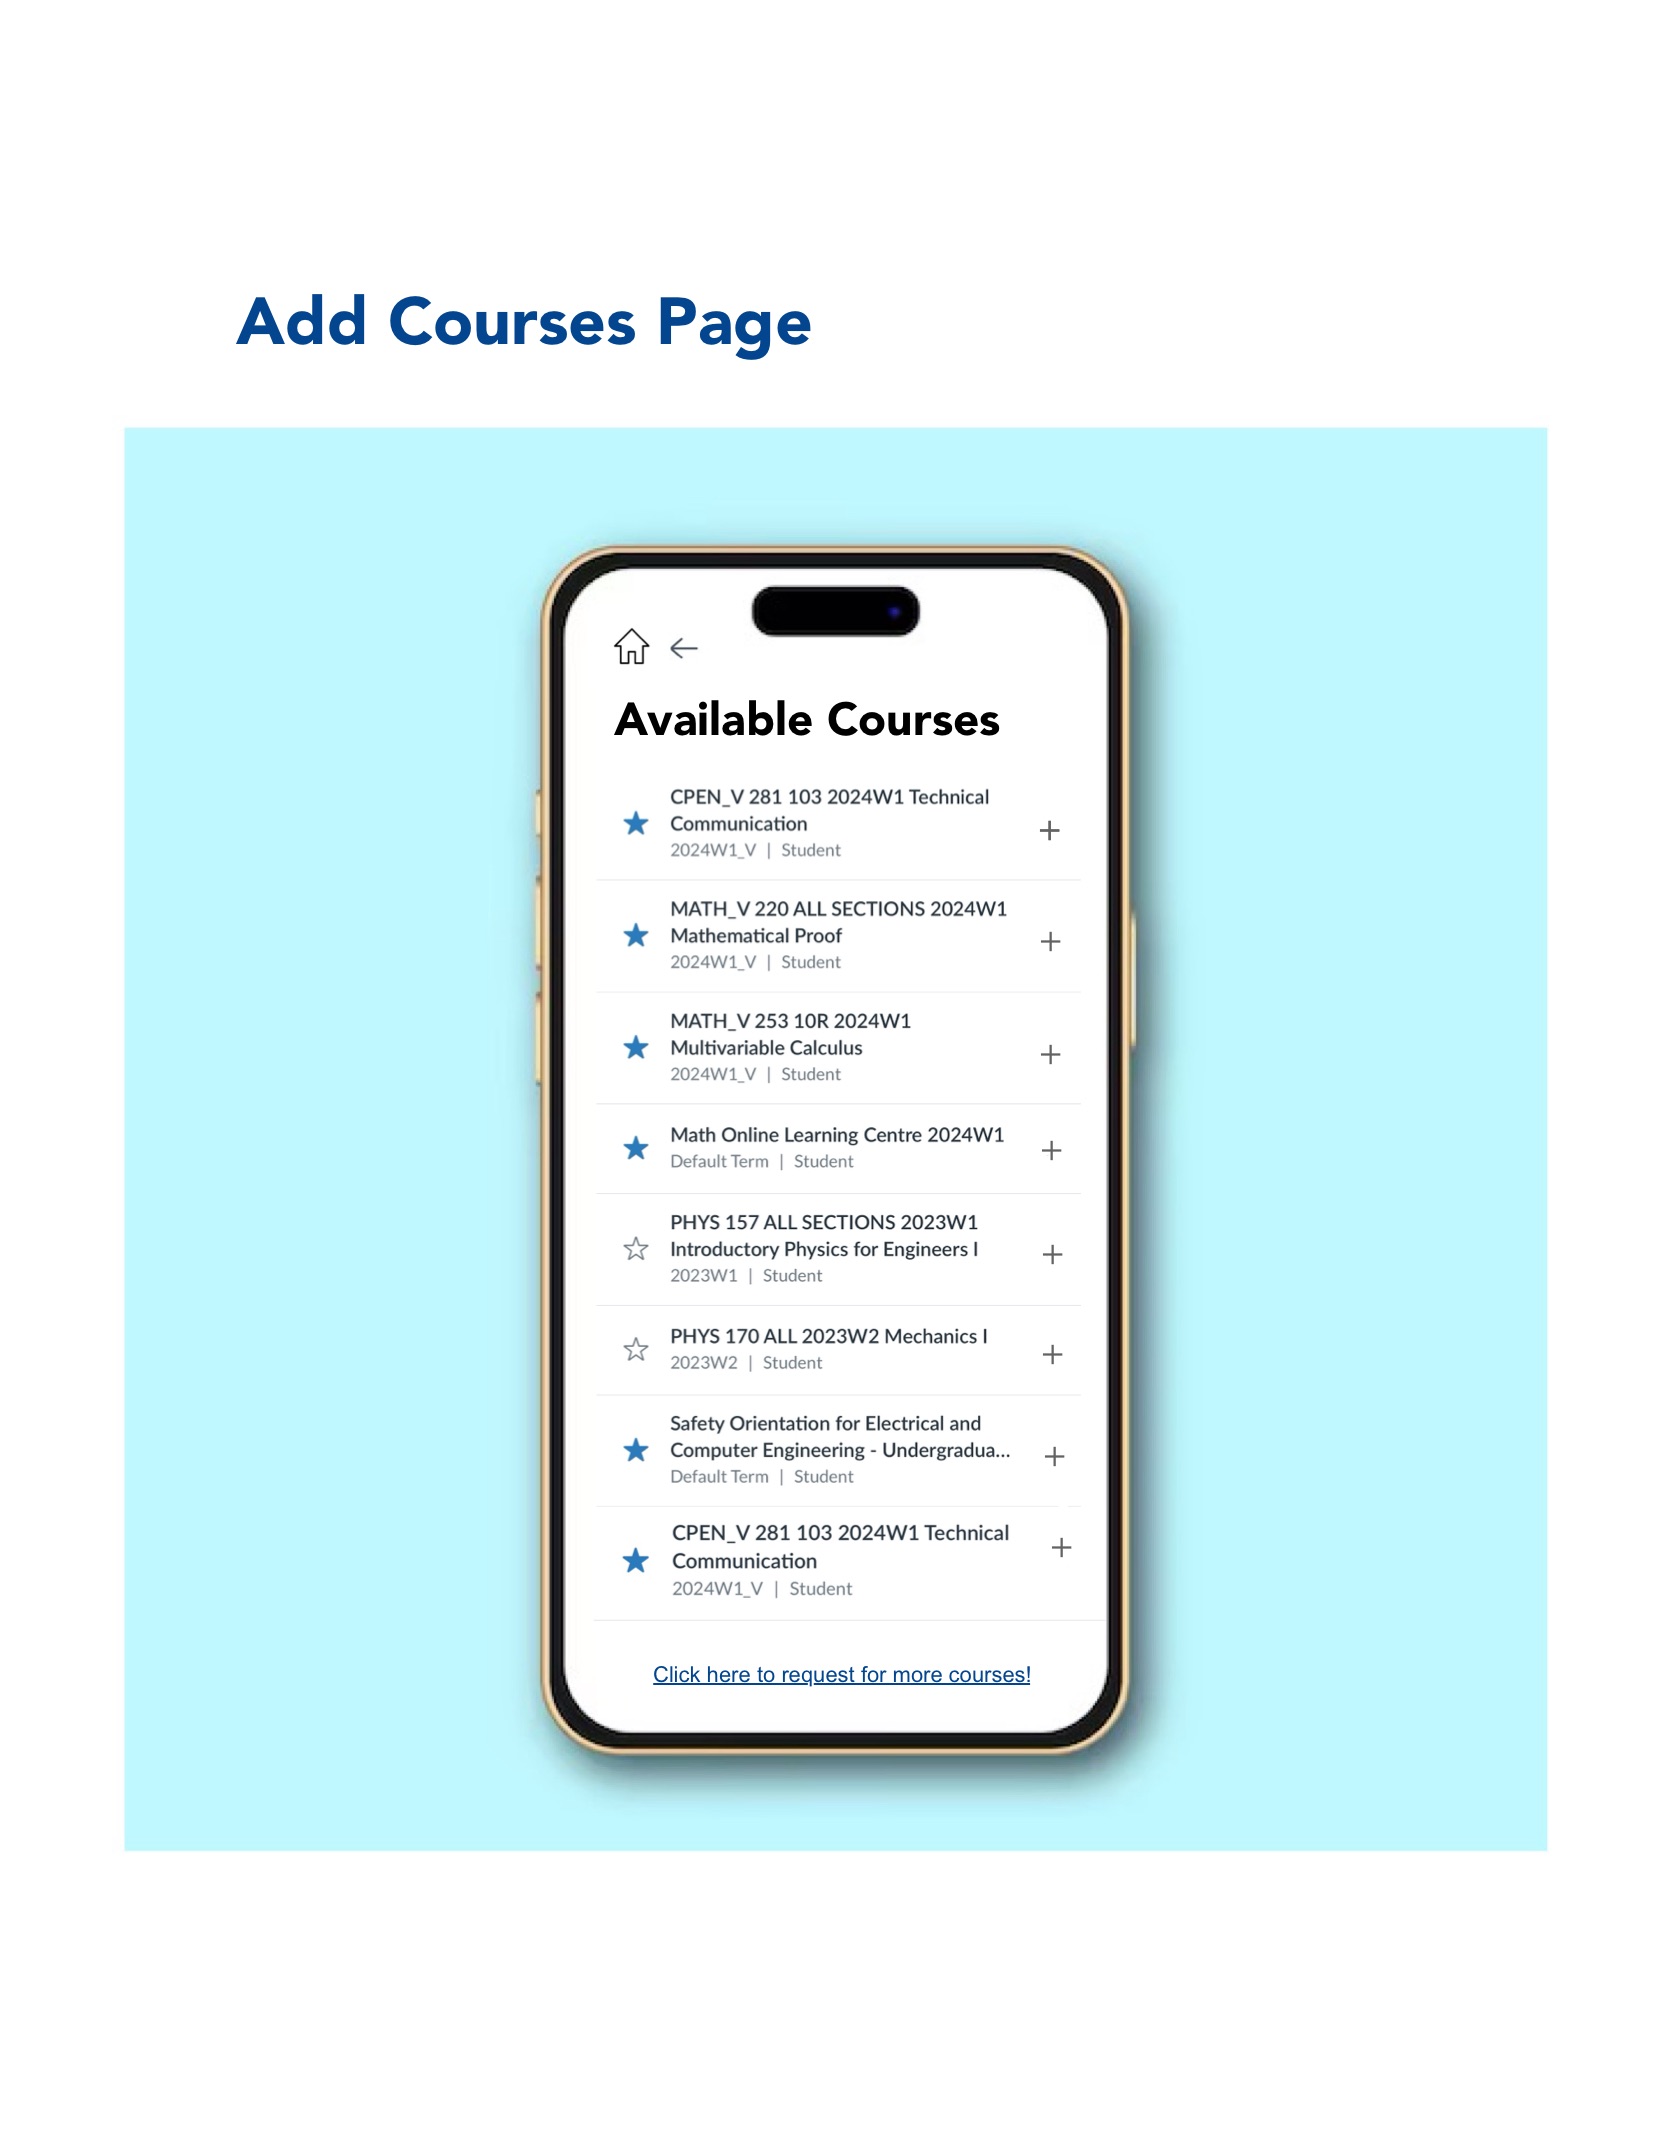 Add Courses Page
Available Courses
CPEN_V 281 103 2024W1 Technical
Communication
2024W1_V | Student
MATH_V 220 ALL SECTIONS 2024W1
Mathematical Proof
2024W1_V | Student
MATH_V 253 10R 2024W1
Multivariable Calculus
2024W1_V | Student
Math Online Learning Centre 2024W1
Default Term | Student
PHYS 157 ALL SECTIONS 2023W1
Introductory Physics for Engineers I
2023W1 | Student
PHYS 170 ALL 2023W2 Mechanics I
2023W2 | Student
Safety Orientation for Electrical and
Computer Engineering - Undergradua...
Default Term | Student
CPEN_V 281 103 2024W1 Technical
Communication
2024W1_V | Student
Click here to request for more courses!